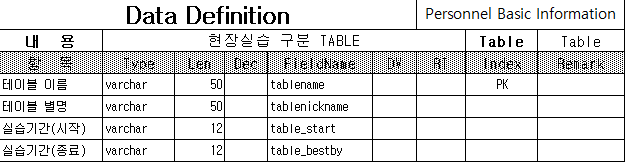 Data Definition Personnel Basic Information
내 용 현장실습 구분 TABLE Table Table
항 목 Type Len Dec FieldName DV RI Index Remark
테이블 이름 varchar 50 tablename PK
테이블 별명 varchar 50 tablenickname
실습기간(시작) varchar 12 table_start
실습기간(종료) varchar 12 table_bestby